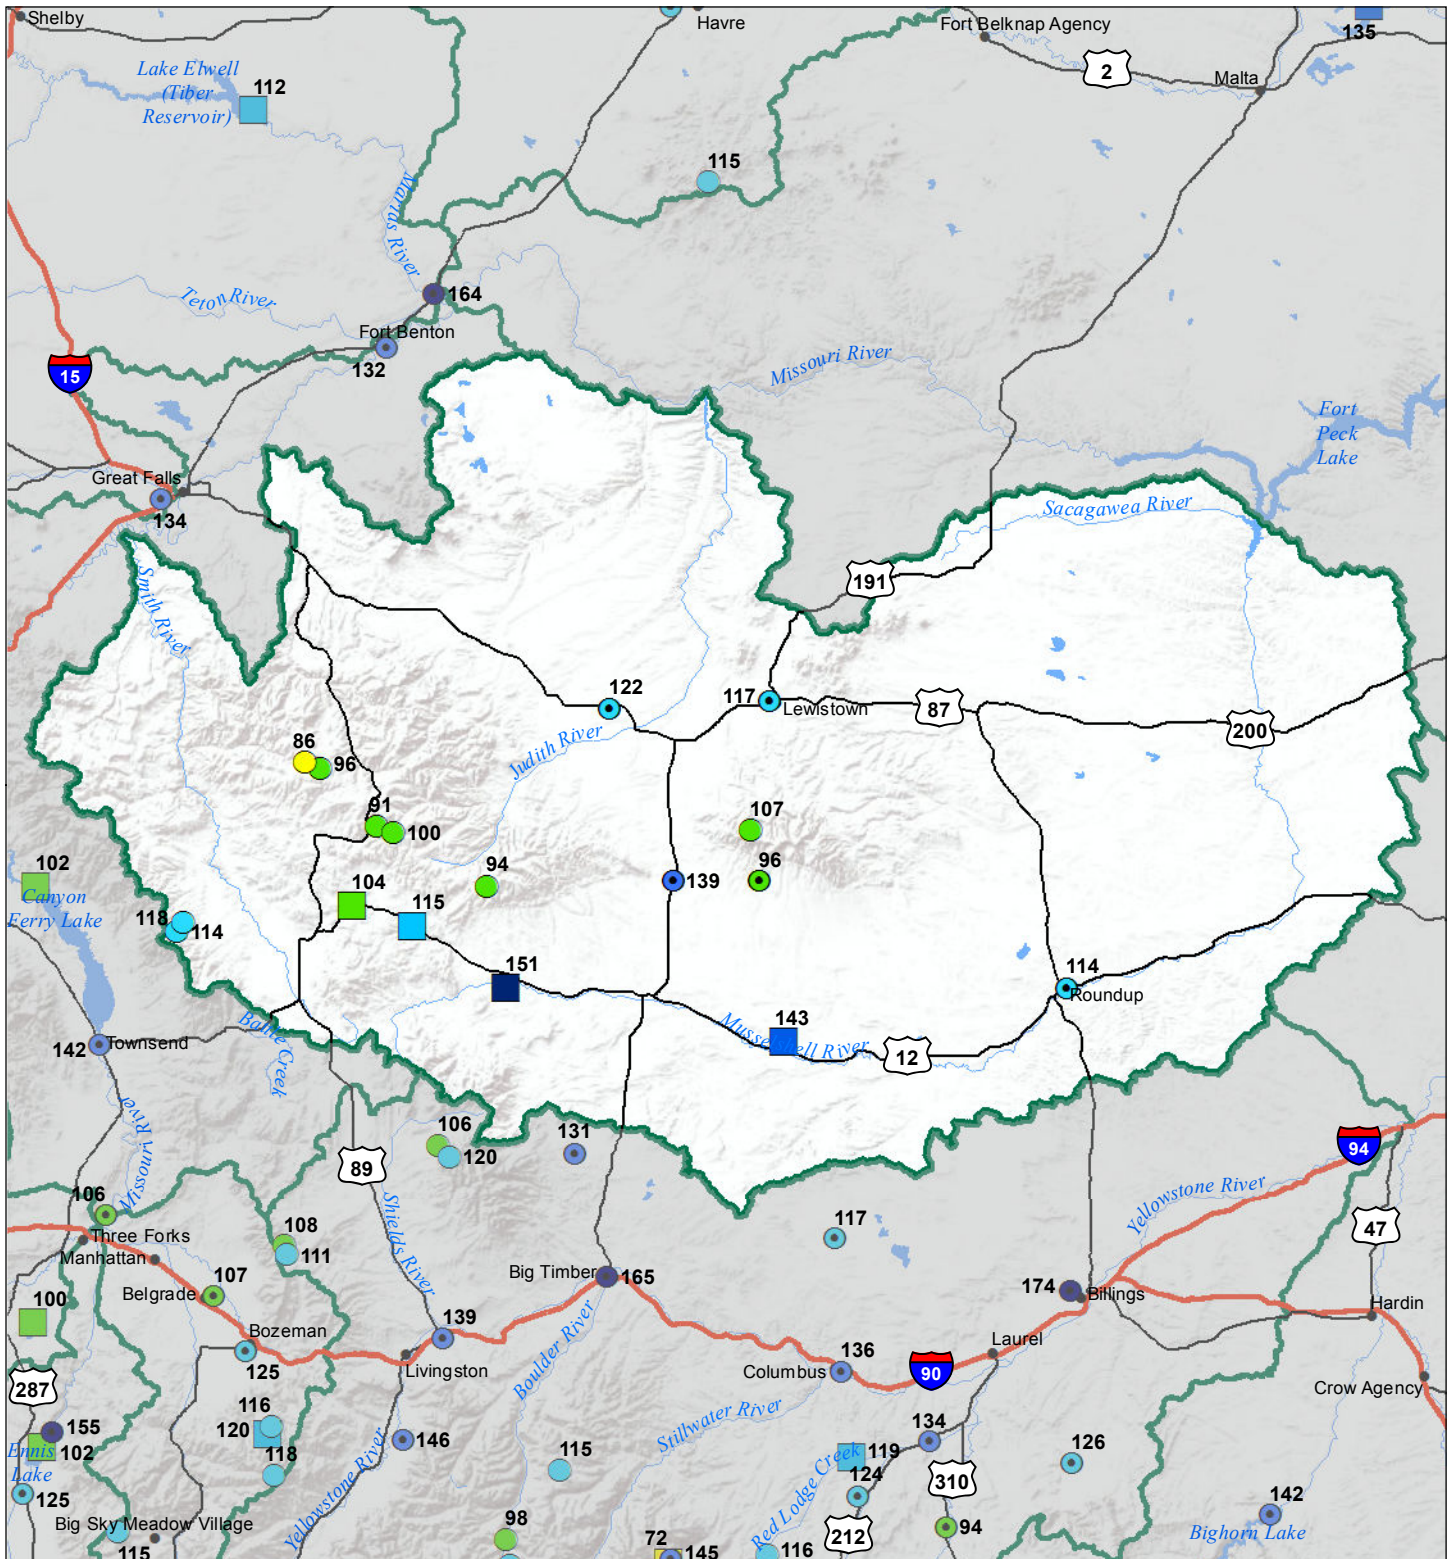 Shelby
Havre
Fort Belknap Agency
135
2
Malta
Lake Elwell
(Tiber
Reservoir)
112
115
Marias River
Teton River
164
Fort Benton
132
15
Missouri River
Fort
Peck
Lake
Great Falls
134
Sacagawea River
Smith River
191
122
117
Lewistown
87
200
Judith River
86
96
91
100
107
94
96
139
102
Canyon
Ferry Lake
104
115
118
114
151
114
Roundup
143
Musselshell River
12
Battle Creek
142
Townsend
Missouri River
106
120
131
94
89
Yellowstone River
106
Three Forks
Manhattan
108
111
Shields River
117
47
Belgrade
107
Big Timber
165
174
Billings
Hardin
100
Bozeman
125
139
Livingston
Boulder River
Columbus
136
90
Laurel
Crow Agency
287
155
102
Ennis
Lake
125
116
120
118
146
Yellowstone River
115
Stillwater River
119
134
126
124
Red Lodge Creek
310
142
Bighorn Lake
Big Sky Meadow Village
115
98
72
145
116
212
94